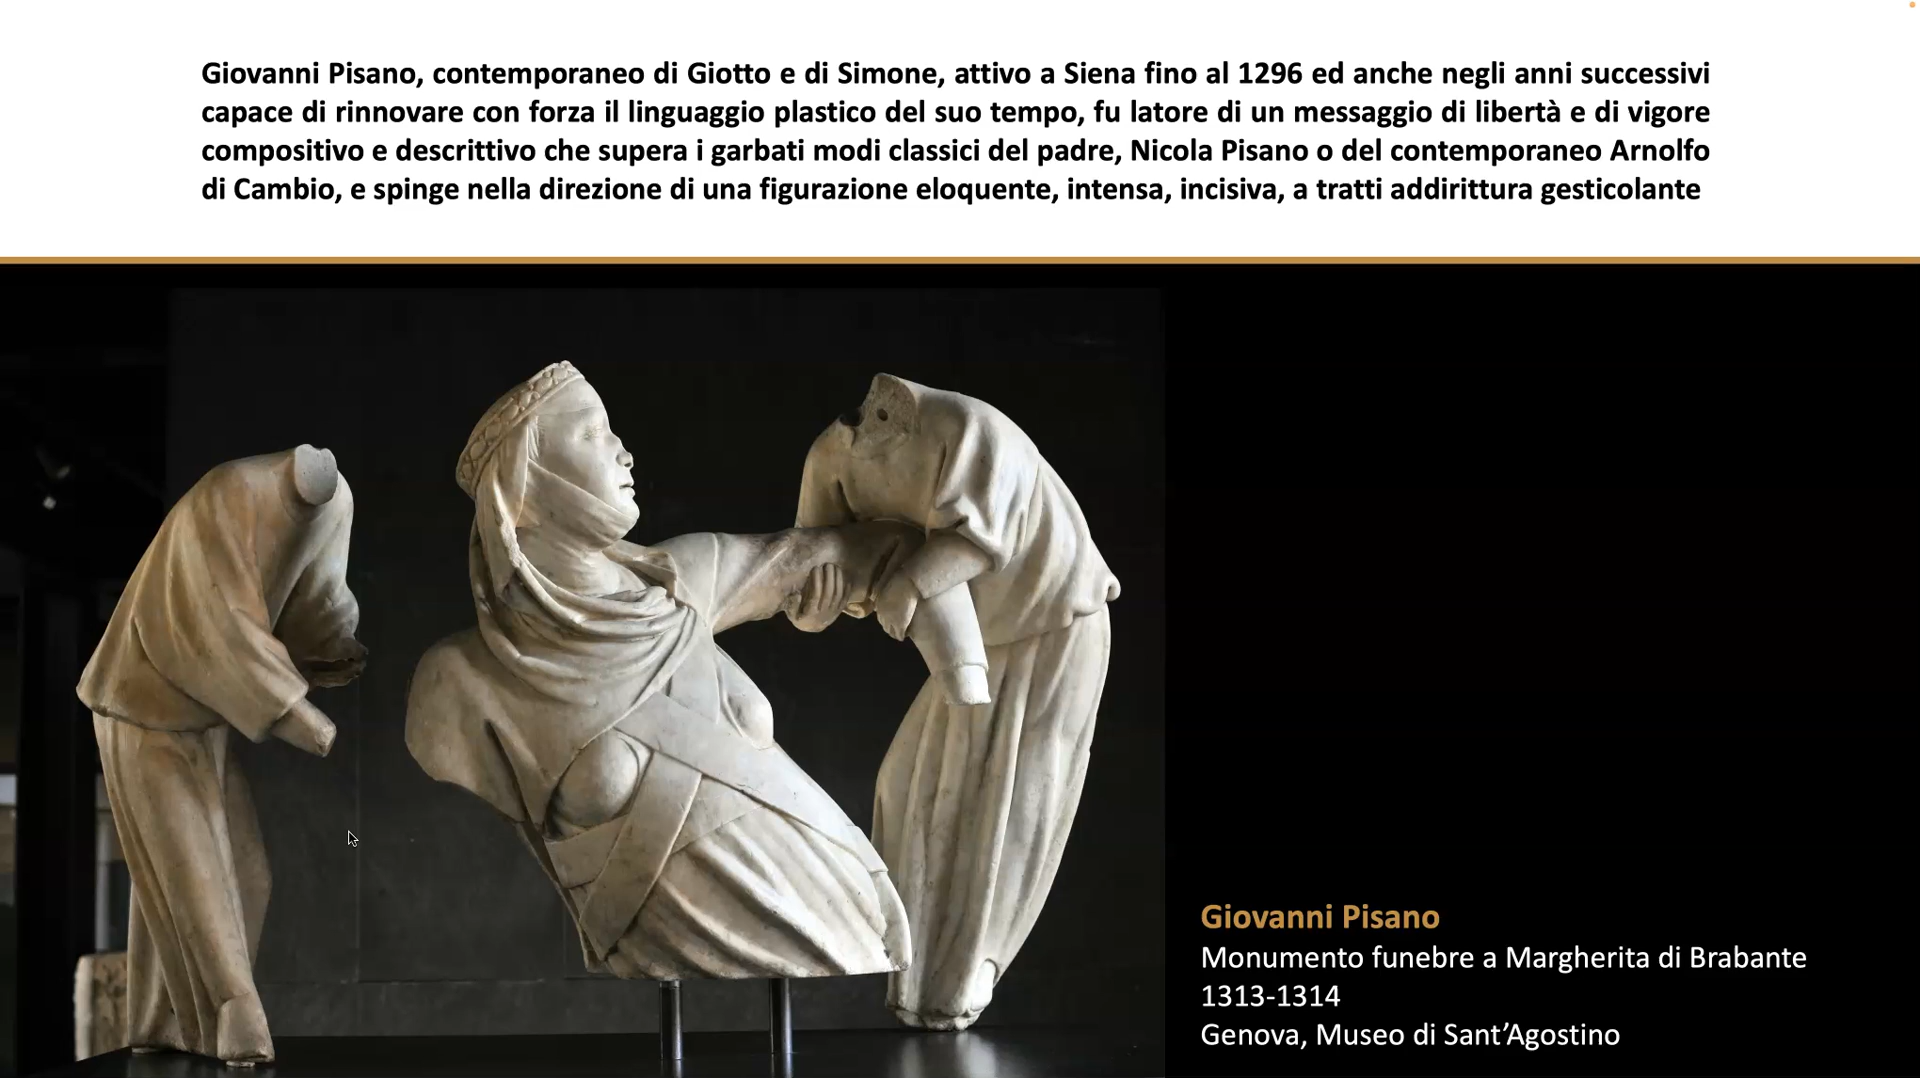 Giovanni Pisano, contemporaneo di Giotto e di Simone, attivo a Siena fino al 1296 ed anche negli anni successivi
capace di rinnovare con forza il linguaggio plastico del suo tempo, fu latore di un messaggio di libertà e di vigore
compositivo e descrittivo che supera i garbati modi classici del padre, Nicola Pisano o del contemporaneo Arnolfo
di Cambio, e spinge nella direzione di una figurazione eloquente, intensa, incisiva, a tratti addirittura gesticolante
Giovanni Pisano
Monumento funebre a Margherita di Brabante
1313-1314
Genova, Museo di Sant’Agostino